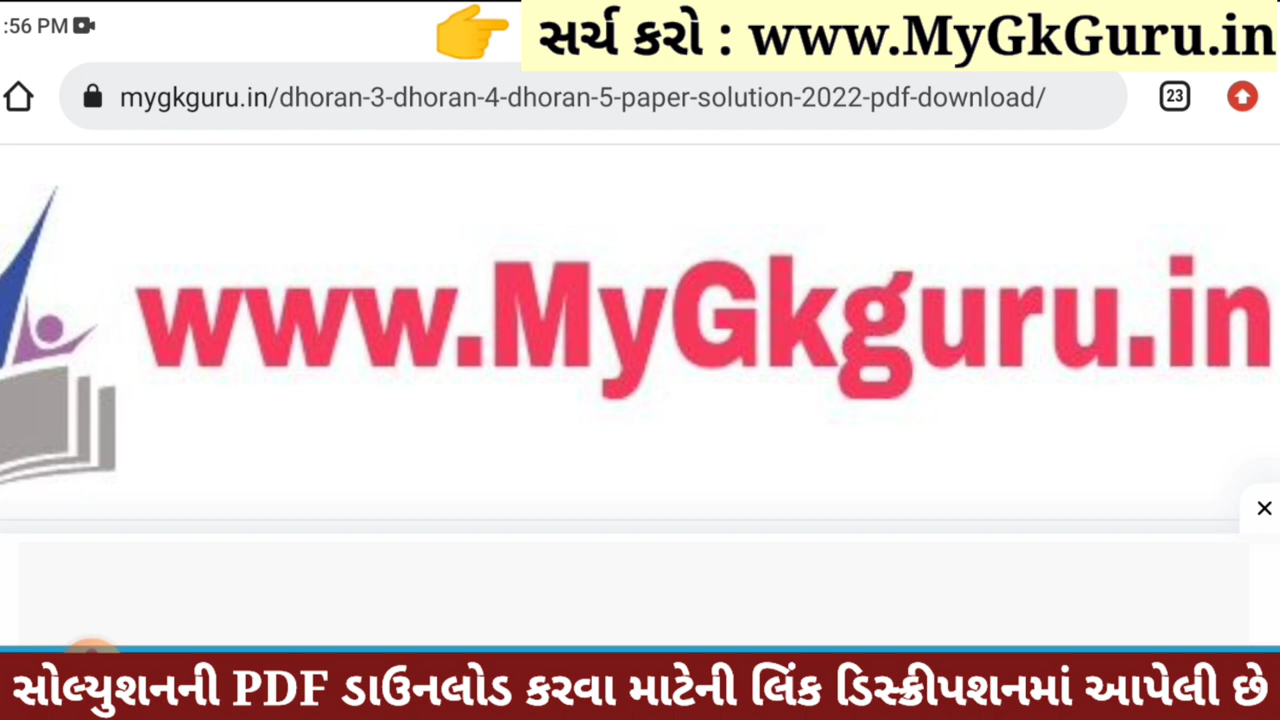 :56 PM
સર્ચ કરો : www.MyGkGuru.in
mygkguru.in/dhoran-3-dhoran-4-dhoran-5-paper-solution-2022-pdf-download/
23
www.MyGkguru.in
સોલ્યુશનની PDF ડાઉનલોડ કરવા માટેની લિંક ડિસ્ક્રીપશનમાં આપેલી છે